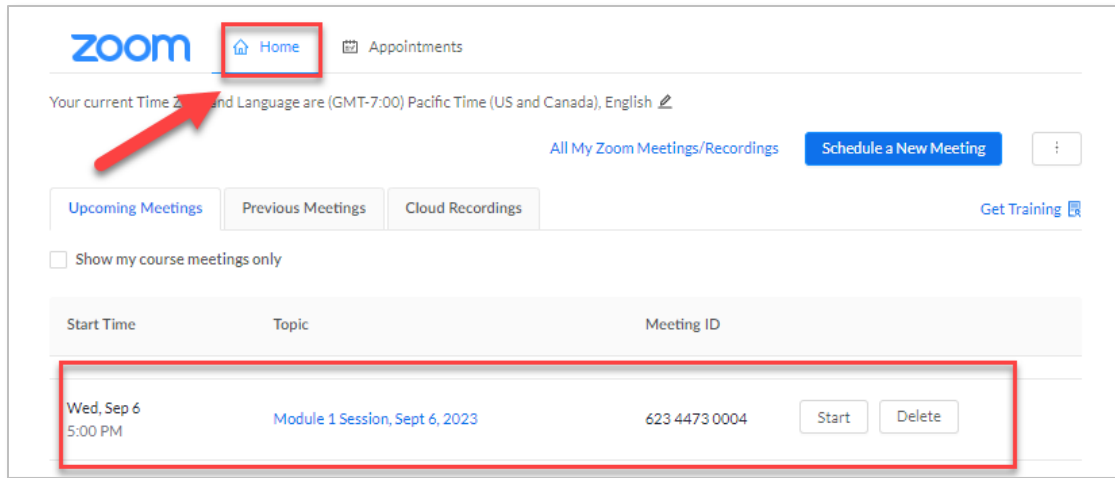 zoom Home Appointments
Your current Time Z and Language are (GMT-7:00) Pacific Time (US and Canada), English
All My Zoom Meetings/Recordings Schedule a New Meeting
Upcoming Meetings Previous Meetings Cloud Recordings Get Training
Show my course meetings only
Start Time Topic Meeting ID
Wed, Sep 6
5:00 PM
Module 1 Session, Sept 6, 2023 623 4473 0004 Start Delete